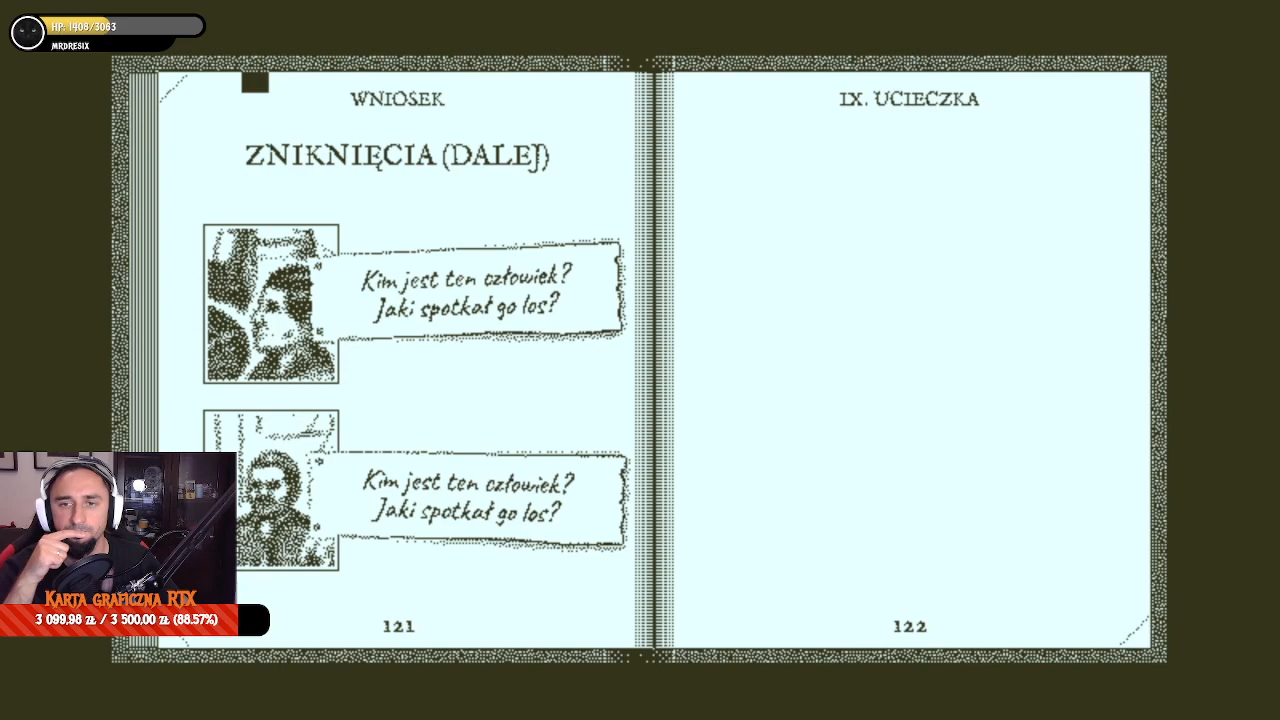 HP: 1408/3063
MRDRESIX
WNIOSEK
ZNIKNIĘCIA (DALEJ)
Kim jest ten człowiek?
Jaki spotkał go los?
Kim jest ten człowiek?
Jaki spotkał go los?
121
IX. UCIECZKA
122
KARTA GRAFICZNA RTX
3 099,98 zł / 3 500,00 zł (88.57%)